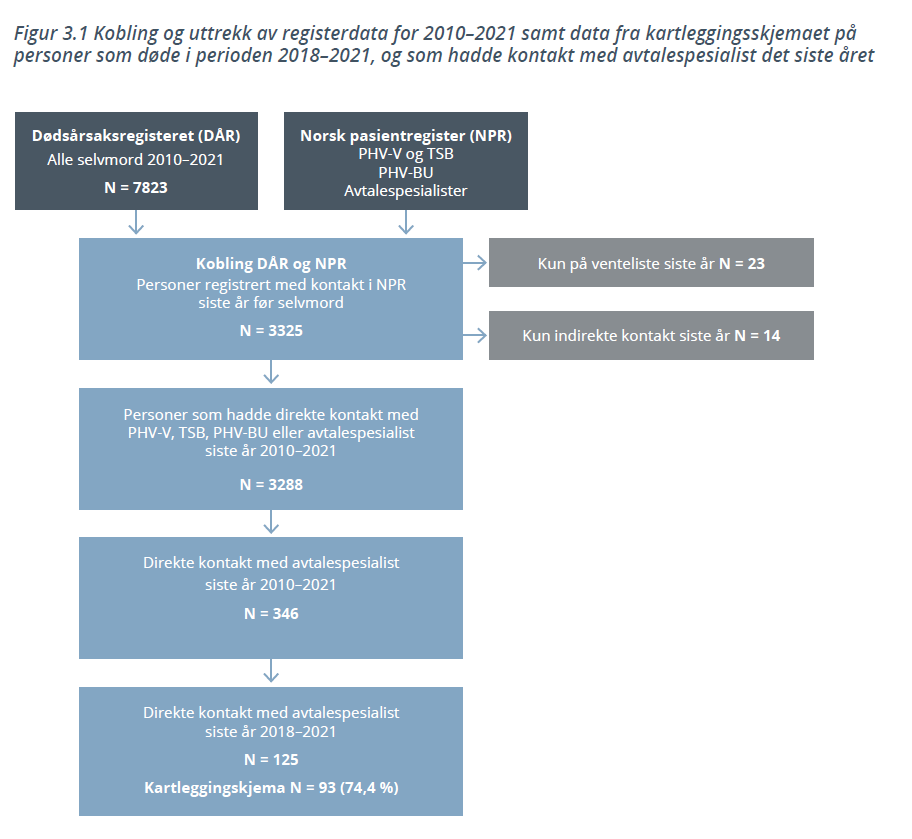 Figur 3.1 Kobling og uttrekk av registerdata for 2010–2021 samt data fra kartleggingsskjemaet på
personer som døde i perioden 2018–2021, og som hadde kontakt med avtalespesialist det siste året
Dødsårsaksregisteret (DÅR)
Alle selvmord 2010–2021
N = 7823
Norsk pasientregister (NPR)
PHV-V og TSB
PHV-BU
Avtalespesialister
Kobling DÅR og NPR
Personer registrert med kontakt i NPR
siste år før selvmord
N = 3325
Kun på venteliste siste år N = 23
Kun indirekte kontakt siste år N = 14
Personer som hadde direkte kontakt med
PHV-V, TSB, PHV-BU eller avtalespesialist
siste år 2010–2021
N = 3288
Direkte kontakt med avtalespesialist
siste år 2010–2021
N = 346
Direkte kontakt med avtalespesialist
siste år 2018–2021
N = 125
Kartleggingskjema N = 93 (74,4 %)